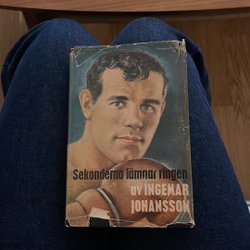 Sekonderna lämnar ringen
av INGEMAR
JOHANSSON